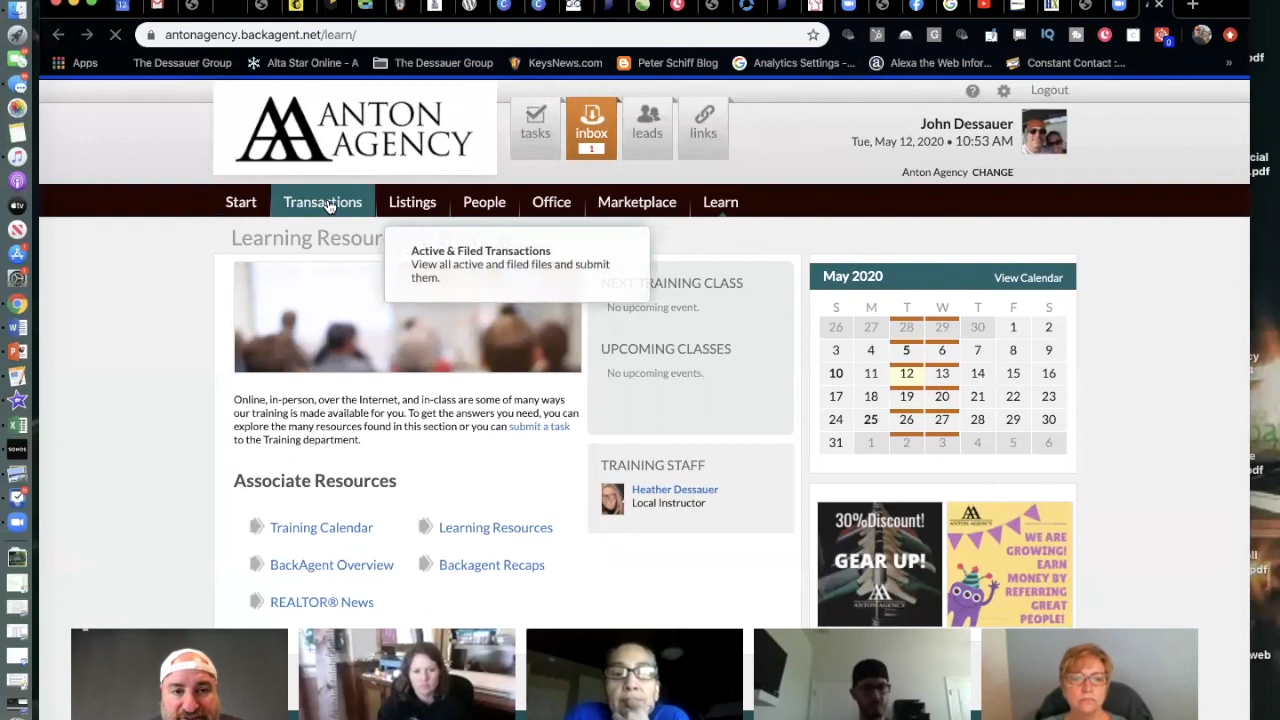 antonagency.backagent.net/learn/
Apps
The Dessauer Group
Alta Star Online - A
The Dessauer Group
KeysNews.com
Peter Schiff Blog
Analytics Settings -...
Alexa the Web Infor...
Constant Contact :...
»
Logout
ANTON
AGENCY
tasks
inbox
1
leads
links
John Dessauer
Tue, May 12, 2020 • 10:53 AM
Anton Agency CHANGE
Start
Transactions
Listings
People
Office
Marketplace
Learn
Learning Resour
Active & Filed Transactions
View all active and filed files and submit
them.
NEXT TRAINING CLASS
No upcoming event.
UPCOMING CLASSES
No upcoming events.
May 2020
View Calendar
S M T W T F S
26 27 28 29 30 1 2
3 4 5 6 7 8 9
10 11 12 13 14 15 16
17 18 19 20 21 22 23
24 25 26 27 28 29 30
31 1 2 3 4 5 6
Online, in-person, over the Internet, and in-class are some of many ways
our training is made available for you. To get the answers you need, you can
explore the many resources found in this section or you can submit a task
to the Training department.
TRAINING STAFF
Heather Dessauer
Local Instructor
Associate Resources
Training Calendar
Learning Resources
BackAgent Overview
Backagent Recaps
REALTOR® News
30%Discount!
GEAR UP!
ANTON AGENCY
WE ARE
GROWING!
EARN
MONEY BY
REFERRING
GREAT
PEOPLE!
cial
.pdf
cy
pdf
ll
pdf
SONOS